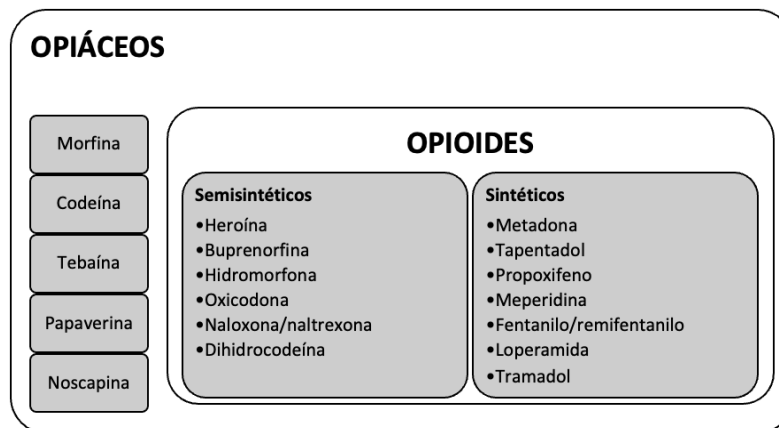 OPIÁCEOS
Morfina
Codeína
Tebaína
Papaverina
Noscapina
OPIOIDES
Semisintéticos
•Heroína
•Buprenorfina
•Hidromorfona
•Oxicodona
•Naloxona/naltrexona
•Dihidrocodeína
Sintéticos
•Metadona
•Tapentadol
•Propoxifeno
•Meperidina
•Fentanilo/remifentanilo
•Loperamida
•Tramadol